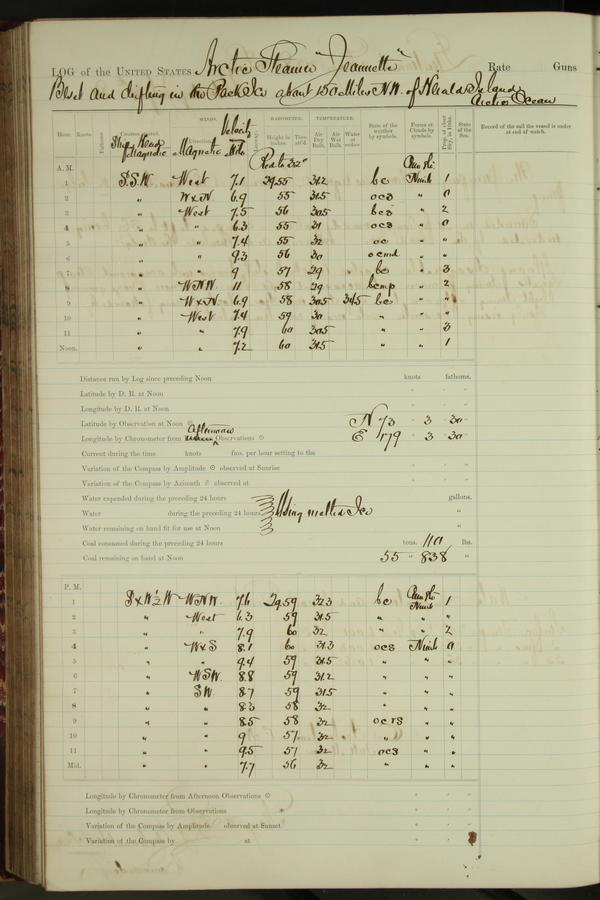 LOG of the UNITED STATES Arctic Steamer "Jeannette" Rate Guns
Beset and drifting in the Pack Ice about 150 Miles NW. of Herald Island,
Arctic Ocean
WINDS. Velocity BAROMETER. TEMPERATURE. State of the weather by symbols. Forms of Clouds by symbols. Prop. of clear Sky, in 10ths. State of the Sea. Record of the sail the vessel is under at end of watch.
Hour. Knots. Fathoms. Courses steered. Ship's Head Magnetic Direction. Magnetic Height in inches. Ther. att'd. Air Dry Bulb. Air Wet Bulb. Water at surface.
A. M. Red. to 32° Cum Str
1 S.S.W. West 7.1 29.55 31.2 bc Nimb 1
2 " W x N. 6.9 55 31.5 ocs " 0
3 " West 7.5 56 30.5 bcs " 2
4 " " 6.3 55 31 ocs " 0
5 " " 7.4 55 32 oc " "
6 " " 9.3 56 30 ocmd " "
7 " " 9 57 29 bc " 3
8 " WNW. 11 58 29 bcmp " 2
9 " W x N. 6.9 58 30.5 34.5 bc " "
10 " West 7.4 59 30 " " "
11 " " 7.9 60 30.5 " " 3
Noon. " " 7.2 60 31.5 " " 1
Distance run by Log since preceding Noon knots fathoms.
Latitude by D. R. at Noon
Longitude by D. R. at Noon
Latitude by Observation at Noon N 73 3 30
Longitude by Chronometer from Afternoon Observations ☉ E 179 3 30
Current during the time knots fms. per hour setting to the
Variation of the Compass by Amplitude ☉ observed at Sunrise
Variation of the Compass by Azimuth observed at
Water expended during the preceding 24 hours gallons.
Water during the preceding 24 hours Using melted Ice "
Water remaining on hand fit for use at Noon "
Coal consumed during the preceding 24 hours tons. 110 lbs.
Coal remaining on hand at Noon 55 " 838 "
P. M.
1 S x W ½ W WNW. 7.6 29.59 32.3 bc Cum Str Nimb 1
2 " West 6.3 59 31.5 " " "
3 " " 7.9 60 32 " " 2
4 " W x S 8.1 60 31.3 ocs Nimb 0
5 " " 9.4 59 31.5 " " "
6 " WSW. 8.8 59 31.2 " " "
7 " SW. 8.7 59 31.5 " " "
8 " " 8.3 58 32 " " "
9 " " 8.5 58 32 ocrs " "
10 " " 9 57 32 " " "
11 " " 9.5 57 32 ocs " "
Mid. " " 7.7 56 32 " " "
Longitude by Chronometer from Afternoon Observations ☉
Longitude by Chronometer from Observations *
Variation of the Compass by Amplitude observed at Sunset
Variation of the Compass by at